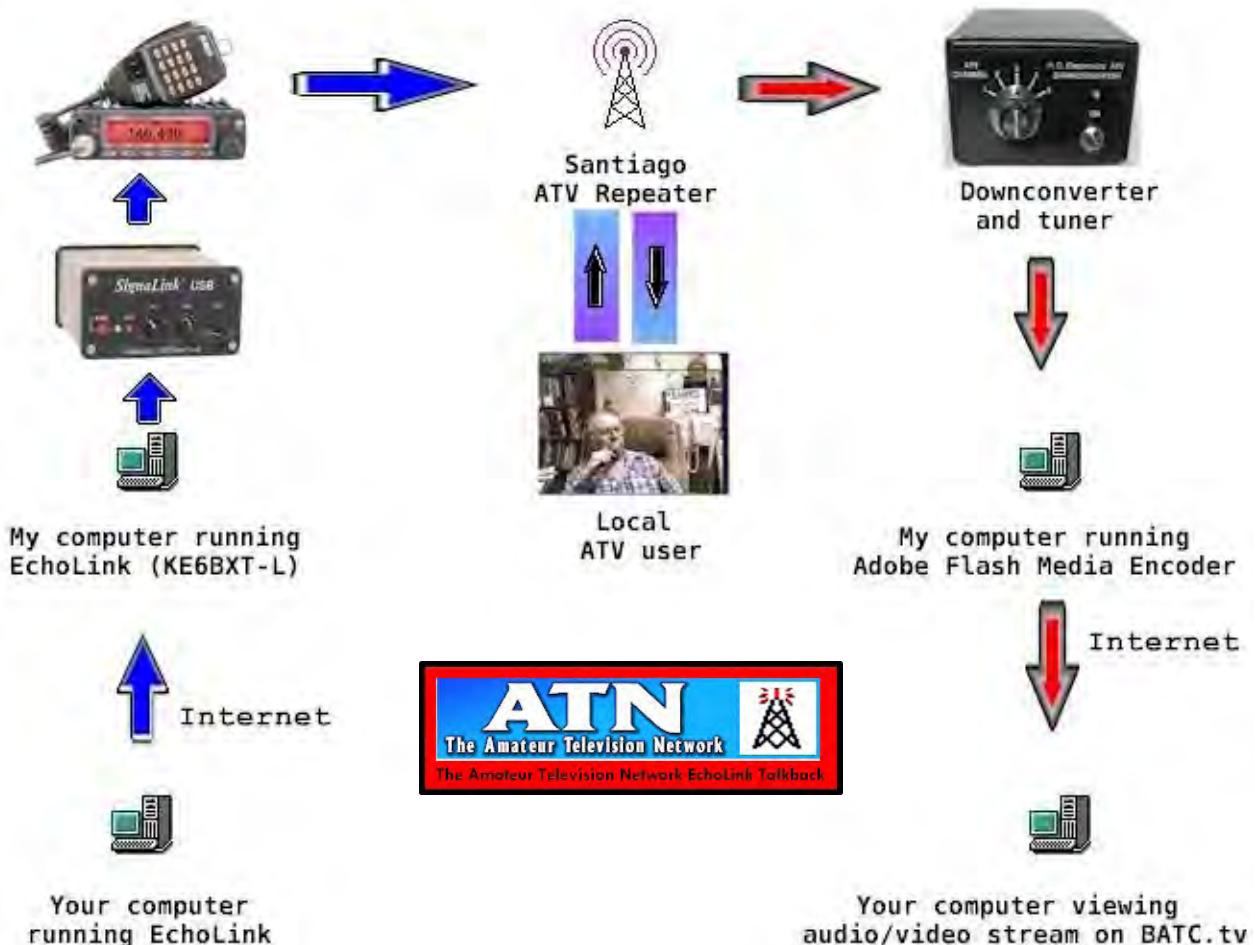 Santiago
ATV Repeater
Downconverter
and tuner
SignaLink USB
Local
ATV user
My computer running
EchoLink (KE6BXT-L)
My computer running
Adobe Flash Media Encoder
Internet
Internet
ATN
The Amateur Television Network
The Amateur Television Network EchoLink Talkback
Your computer
running EchoLink
Your computer viewing
audio/video stream on BATC.tv